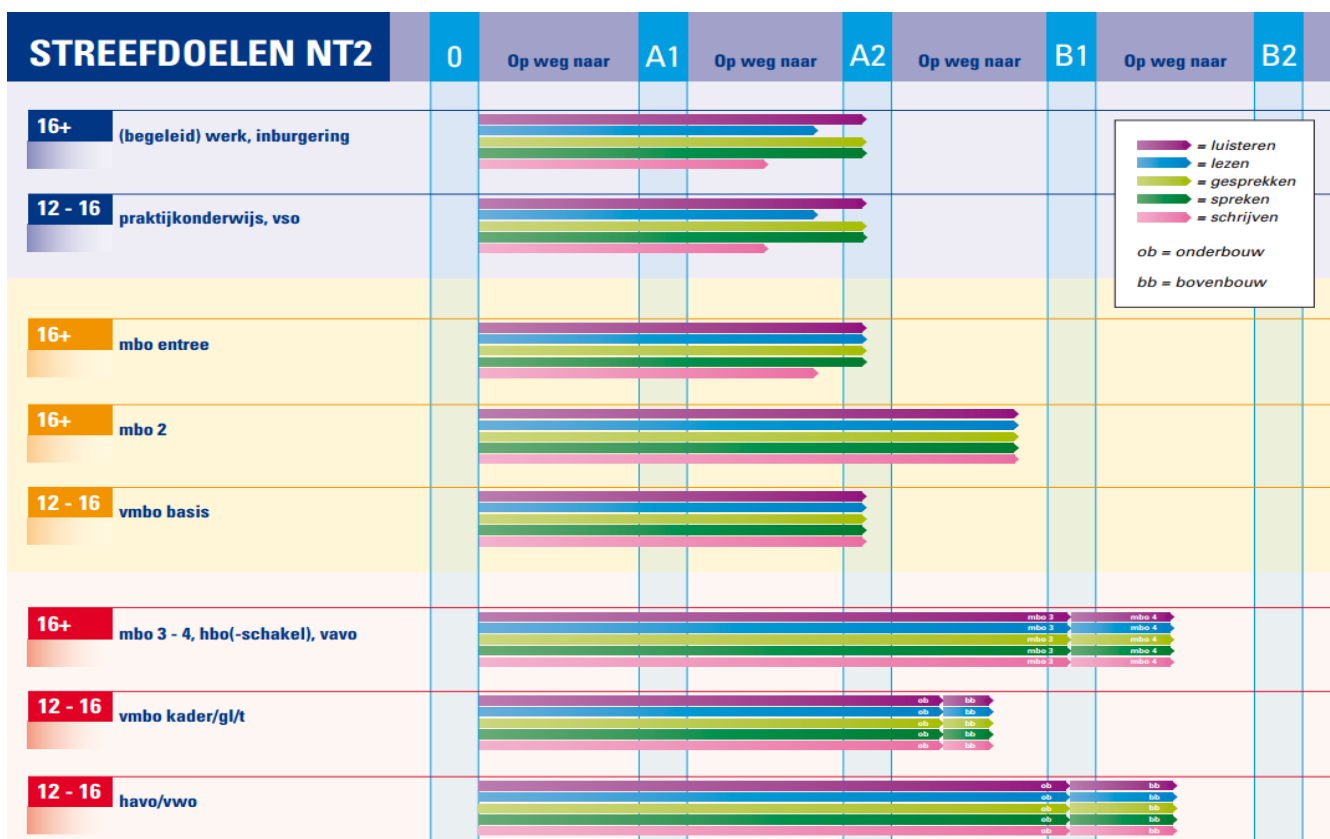 STREEFDOELEN NT2
0 Op weg naar A1 Op weg naar A2 Op weg naar B1 Op weg naar B2
16+ (begeleid) werk, inburgering
= luisteren
= lezen
= gesprekken
= spreken
= schrijven
ob = onderbouw
bb = bovenbouw
12 - 16 praktijkonderwijs, vso
16+ mbo entree
16+ mbo 2
12 - 16 vmbo basis
16+ mbo 3 - 4, hbo(-schakel), vavo
mbo 3 mbo 4
mbo 3 mbo 4
mbo 3 mbo 4
mbo 3 mbo 4
mbo 3 mbo 4
12 - 16 vmbo kader/gl/t
ob bb
ob bb
ob bb
ob bb
ob bb
12 - 16 havo/vwo
ob bb
ob bb
ob bb
ob bb
ob bb